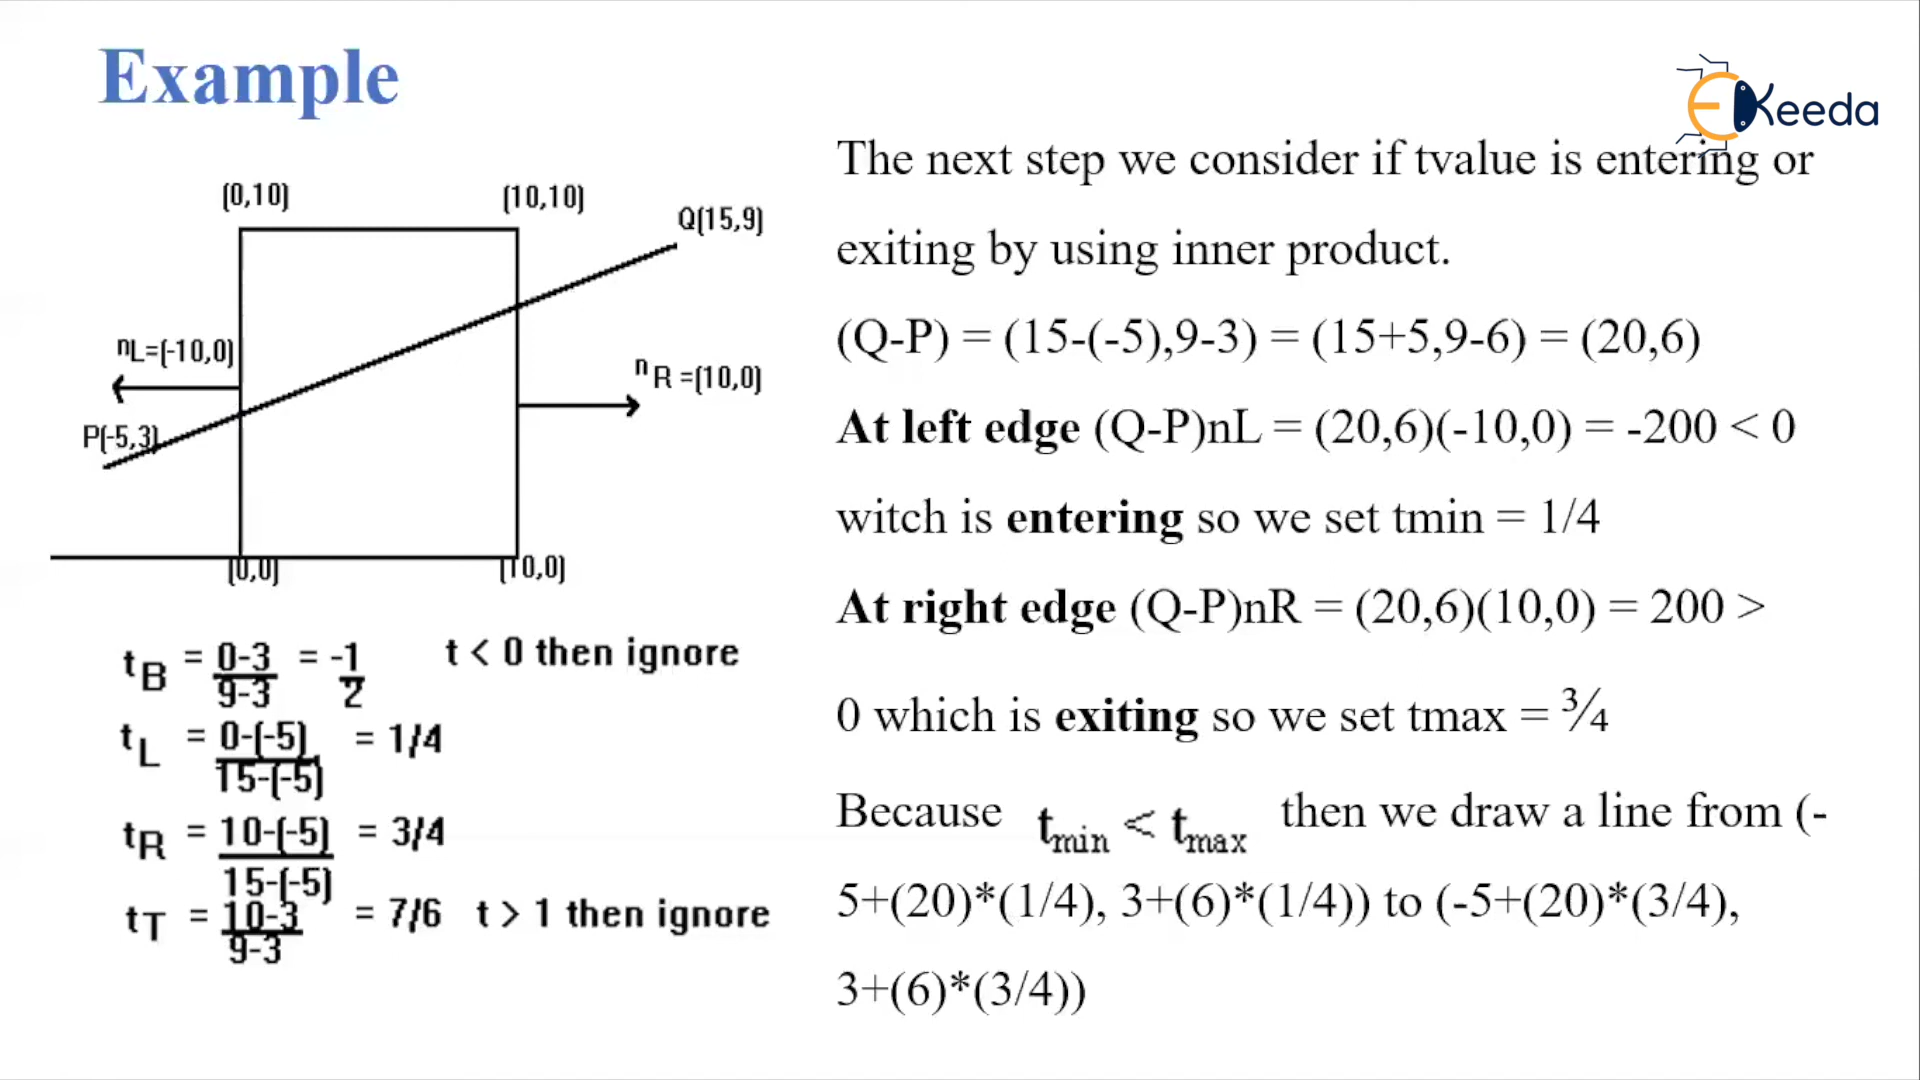 Example
EKeeda
(0,10)
(10,10)
Q(15,9)
nL=(-10,0)
n R =(10,0)
P(-5,3)
(0,0)
(10,0)
t B = 0-3 / 9-3 = -1 / 2 t < 0 then ignore
t L = 0-(-5) / 15-(-5) = 1/4
t R = 10-(-5) / 15-(-5) = 3/4
t T = 10-3 / 9-3 = 7/6 t > 1 then ignore
The next step we consider if tvalue is entering or
exiting by using inner product.
(Q-P) = (15-(-5),9-3) = (15+5,9-6) = (20,6)
At left edge (Q-P)nL = (20,6)(-10,0) = -200 < 0
witch is entering so we set tmin = 1/4
At right edge (Q-P)nR = (20,6)(10,0) = 200 >
0 which is exiting so we set tmax = ¾
Because tmin < tmax then we draw a line from (-
5+(20)*(1/4), 3+(6)*(1/4)) to (-5+(20)*(3/4),
3+(6)*(3/4))